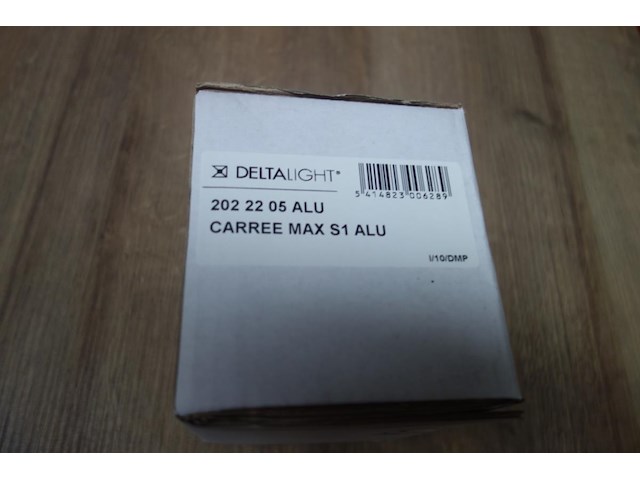 DELTALIGHT®
5 414823 006289
202 22 05 ALU
CARREE MAX S1 ALU
I/10/DMP